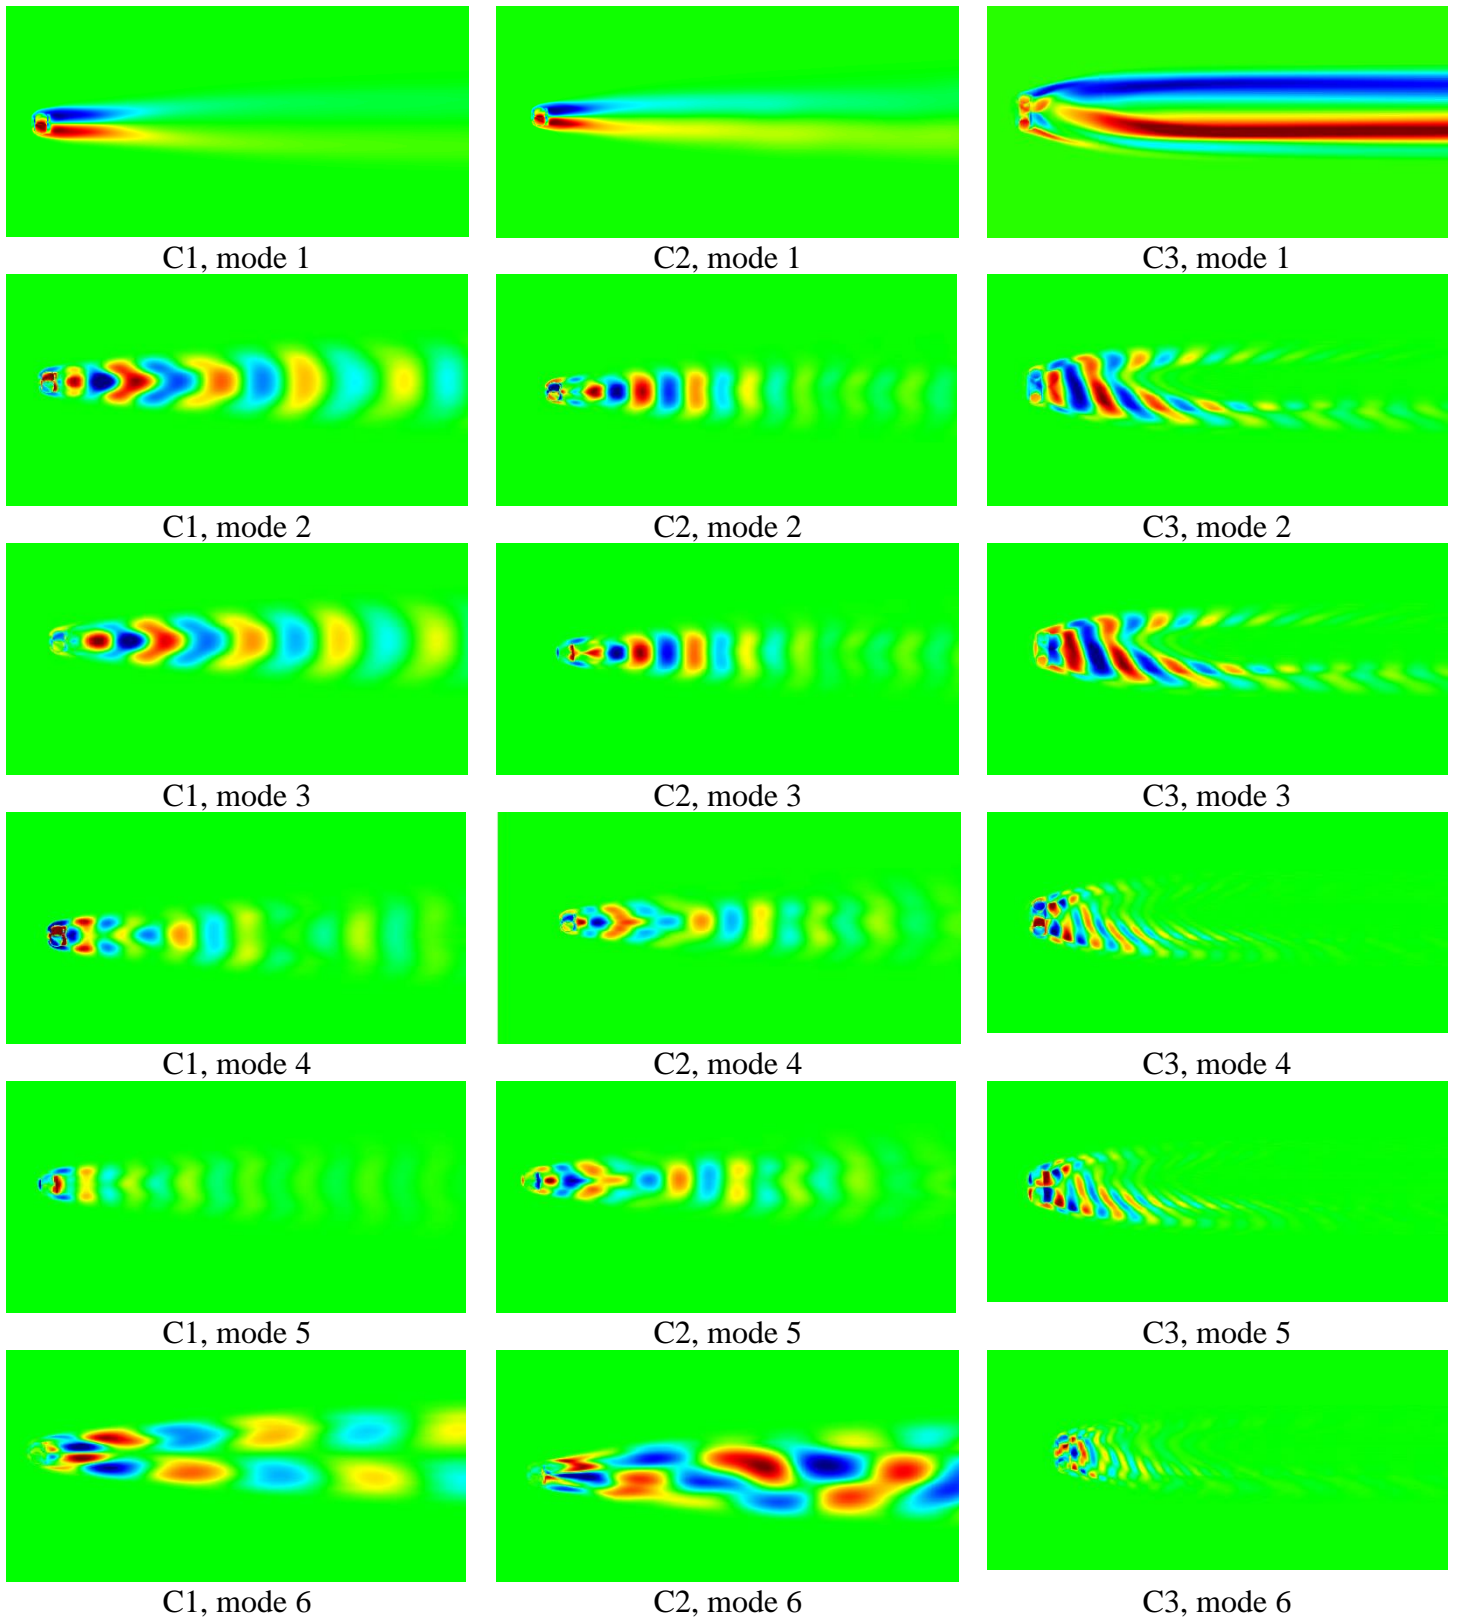 C1, mode 1
C2, mode 1
C3, mode 1
C1, mode 2
C2, mode 2
C3, mode 2
C1, mode 3
C2, mode 3
C3, mode 3
C1, mode 4
C2, mode 4
C3, mode 4
C1, mode 5
C2, mode 5
C3, mode 5
C1, mode 6
C2, mode 6
C3, mode 6